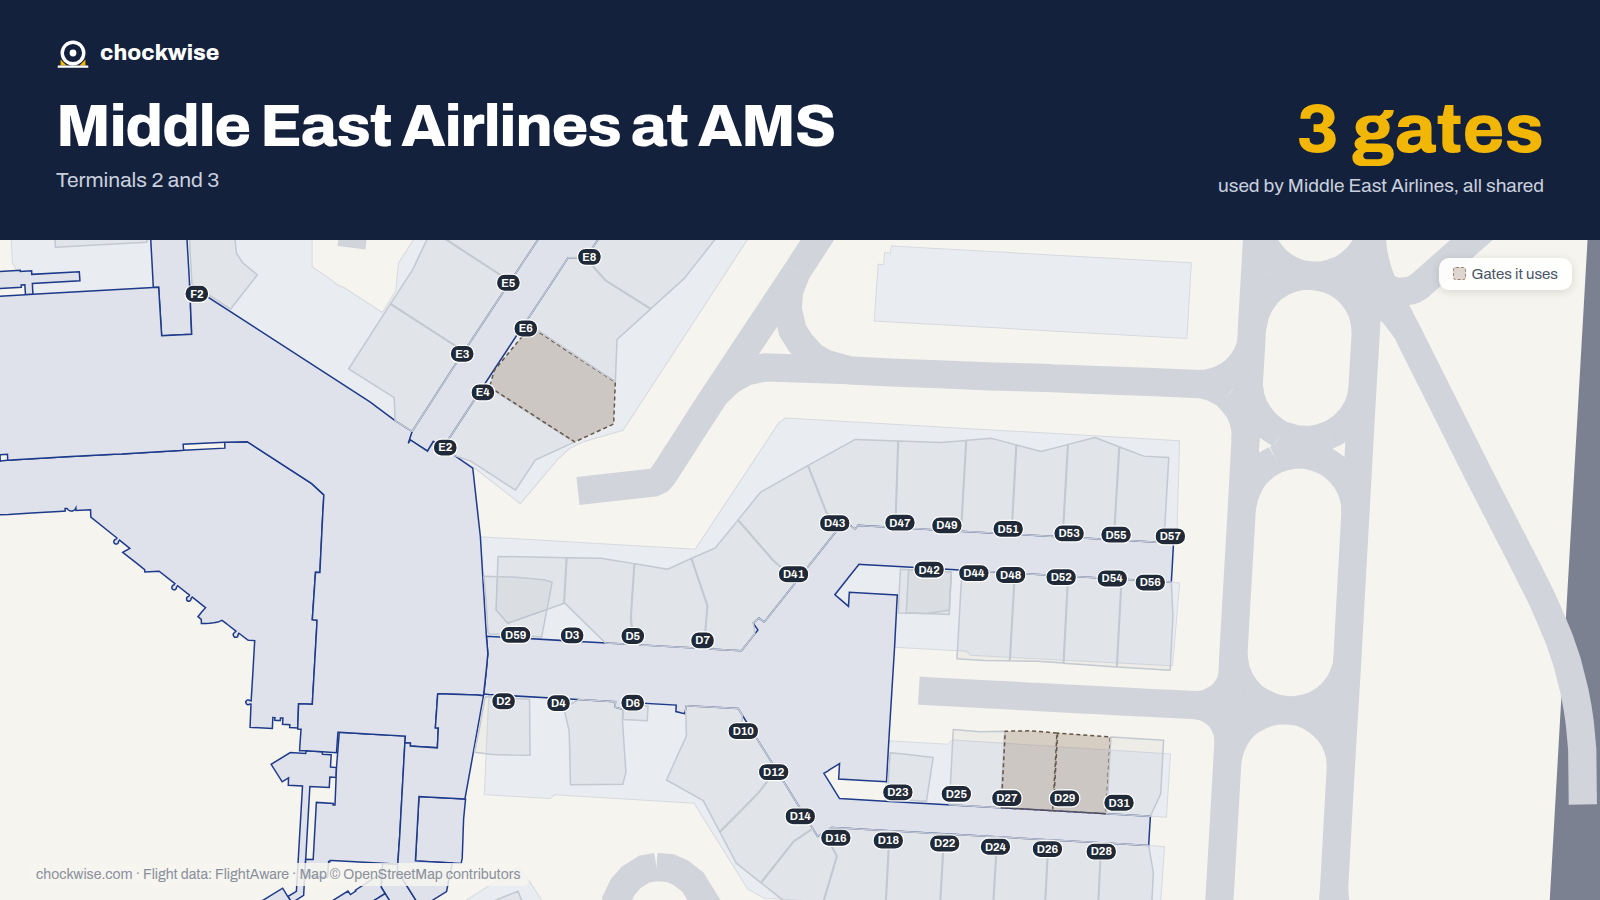 chockwise
Middle East Airlines at AMS
Terminals 2 and 3
3 gates
used by Middle East Airlines, all shared
Gates it uses
E8
E5
F2
E6
E3
E4
E2
D43
D47
D49
D51
D53
D55
D57
D41
D42
D44
D48
D52
D54
D56
D59
D3
D5
D7
D2
D4
D6
D10
D12
D14
D23
D25
D27
D29
D31
D16
D18
D22
D24
D26
D28
chockwise.com · Flight data: FlightAware · Map © OpenStreetMap contributors